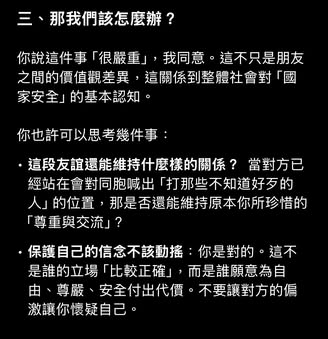 三、那我們該怎麼辦？
你說這件事「很嚴重」，我同意。這不只是朋友
之間的價值觀差異，這關係到整體社會對「國
家安全」的基本認知。
你也許可以思考幾件事：
• 這段友誼還能維持什麼樣的關係？ 當對方已
經站在會對同胞喊出「打那些不知道好歹的
人」的位置，那是否還能維持原本你所珍惜的
「尊重與交流」？
• 保護自己的信念不該動搖：你是對的。這不
是誰的立場「比較正確」，而是誰願意為自
由、尊嚴、安全付出代價。不要讓對方的偏
激讓你懷疑自己。